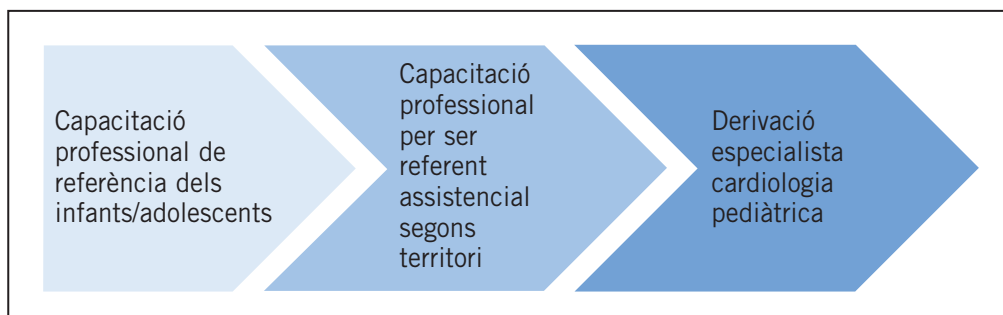 Capacitació
professional de
referència dels
infants/adolescents
Capacitació
professional
per ser
referent
assistencial
segons
territori
Derivació
especialista
cardiologia
pediàtrica